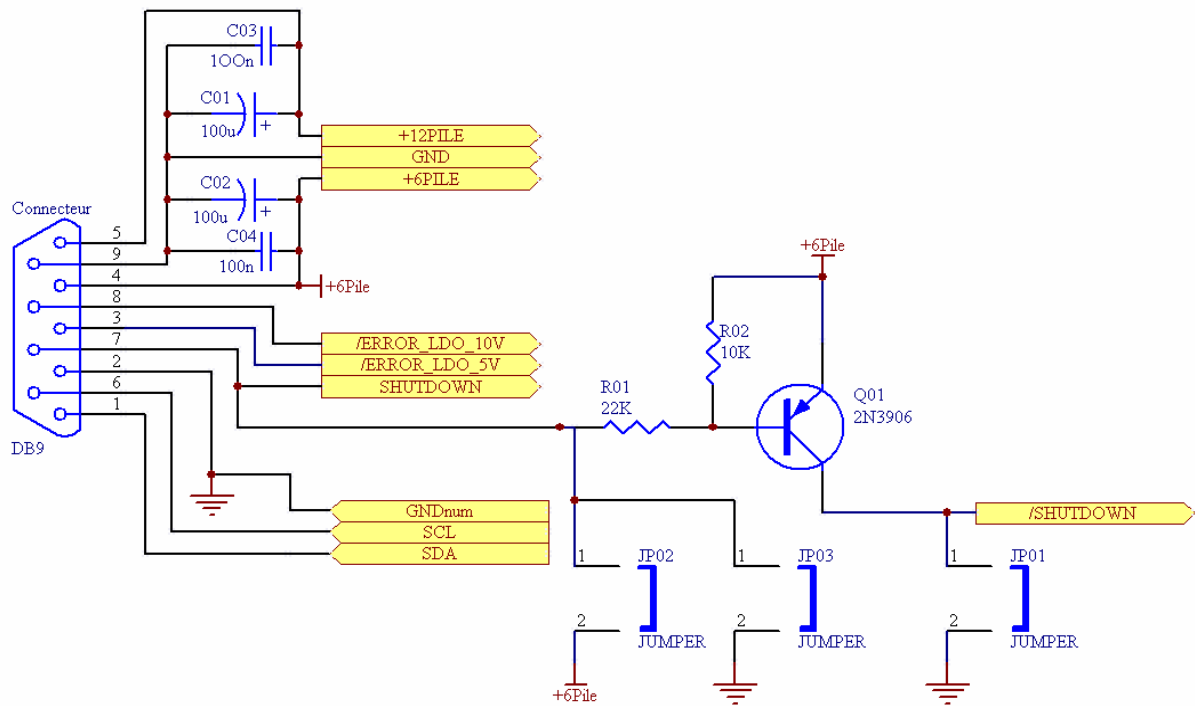 C03
1OOn
C01
100u
+
+12PILE
GND
+6PILE
C02
100u
+
C04
100n
Connecteur
5
9
4
8
3
7
2
6
1
DB9
+6Pile
/ERROR_LDO_10V
/ERROR_LDO_5V
SHUTDOWN
GNDnum
SCL
SDA
+6Pile
R02
10K
R01
22K
Q01
2N3906
/SHUTDOWN
1
JP02
2
JUMPER
+6Pile
1
JP03
2
JUMPER
1
JP01
2
JUMPER